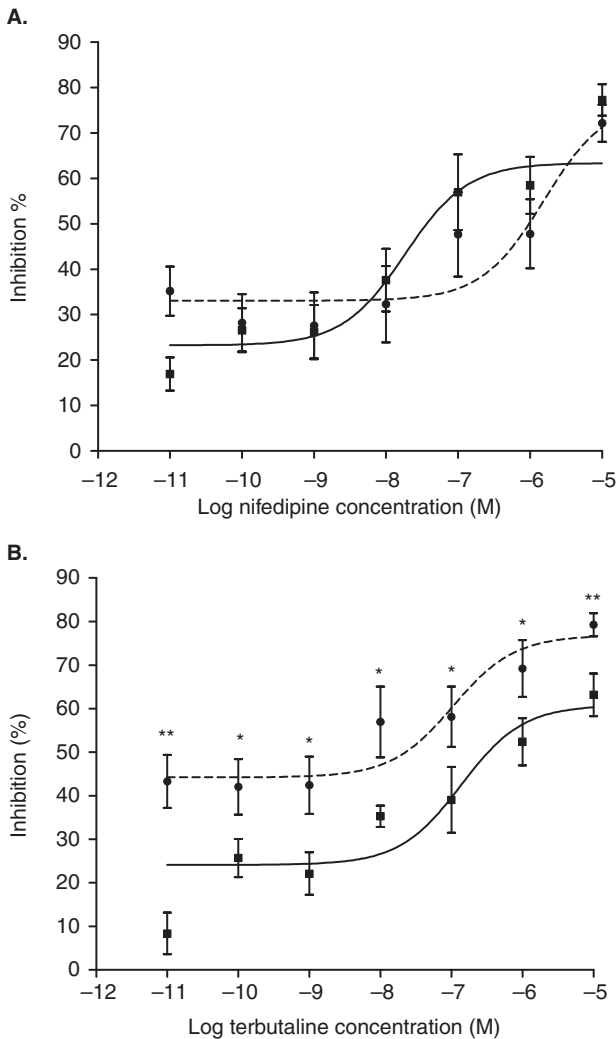 A.
90
80
70
60
50
40
30
20
10
0
Inhibition %
–12 –11 –10 –9 –8 –7 –6 –5
Log nifedipine concentration (M)
B.
90
80
70
60
50
40
30
20
10
0
Inhibition (%)
** * * * * * **
–12 –11 –10 –9 –8 –7 –6 –5
Log terbutaline concentration (M)